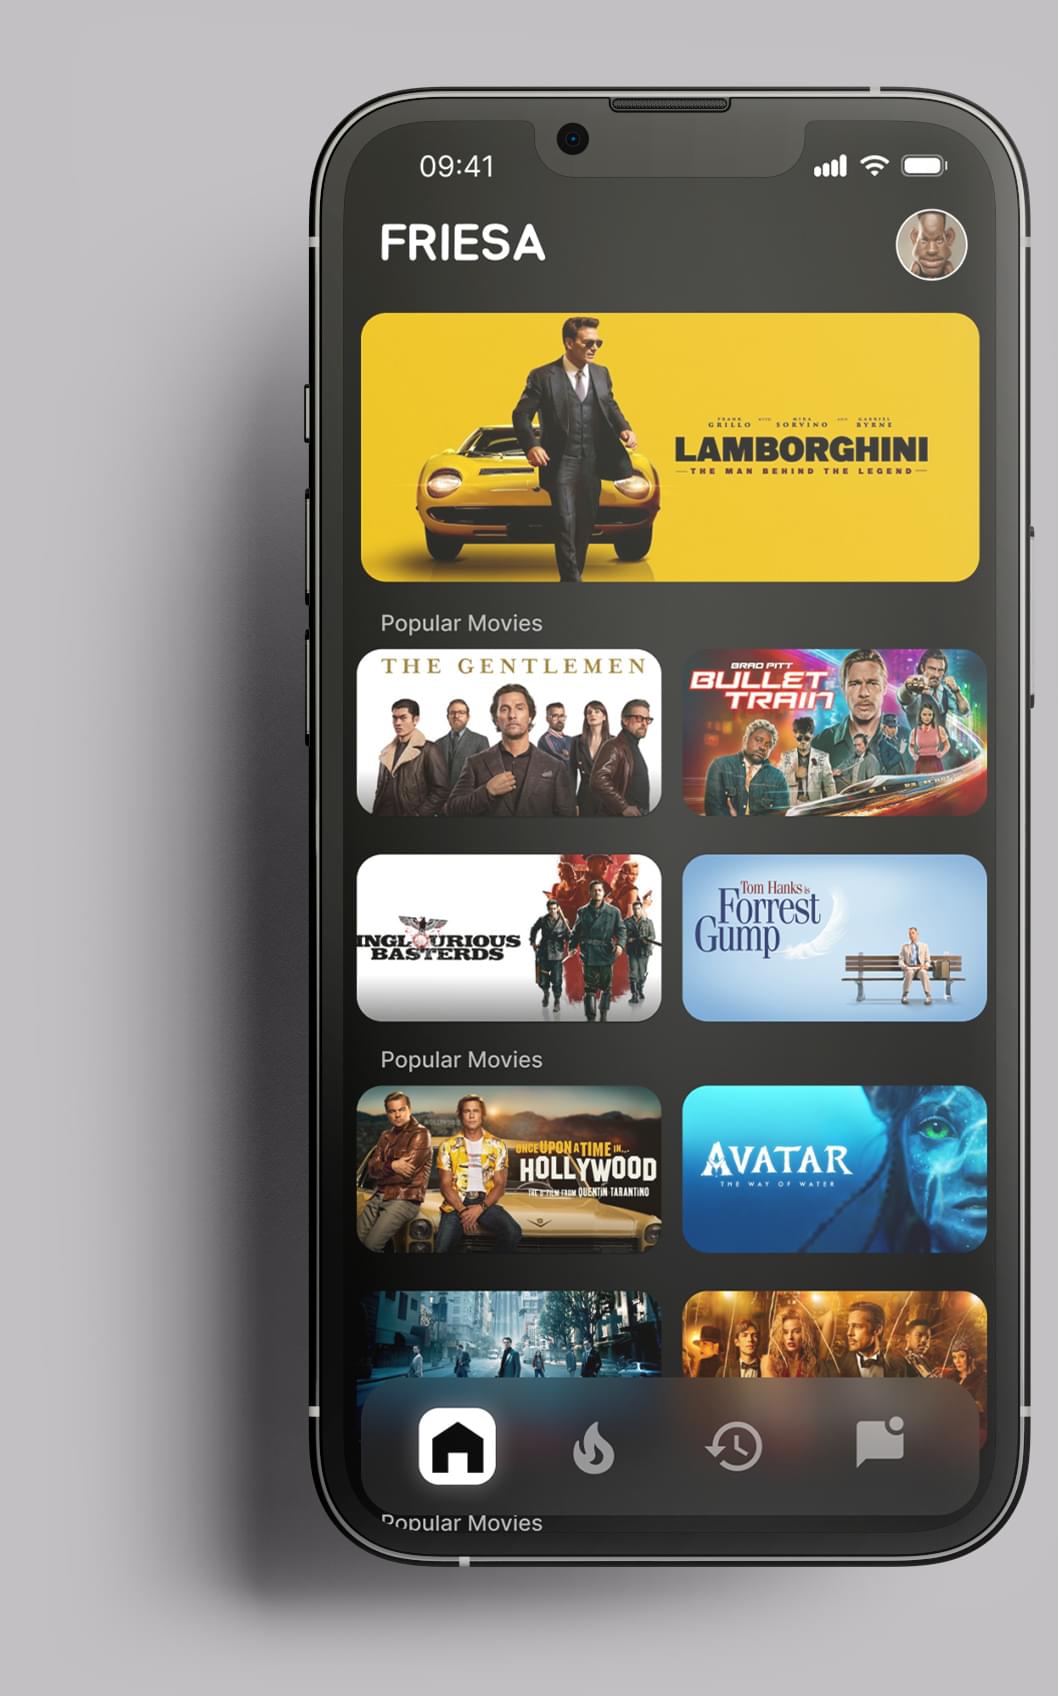 09:41
FRIESA
FRANK GRILLO WITH MIRA SORVINO AND GABRIEL BYRNE
LAMBORGHINI
THE MAN BEHIND THE LEGEND
Popular Movies
THE GENTLEMEN
BRAD PITT
BULLET
TRAIN
INGLOURIOUS
BASTERDS
Tom Hanks is
Forrest
Gump
Popular Movies
ONCE UPON A TIME IN...
HOLLYWOOD
THE 9TH FILM FROM QUENTIN TARANTINO
AVATAR
THE WAY OF WATER
Popular Movies